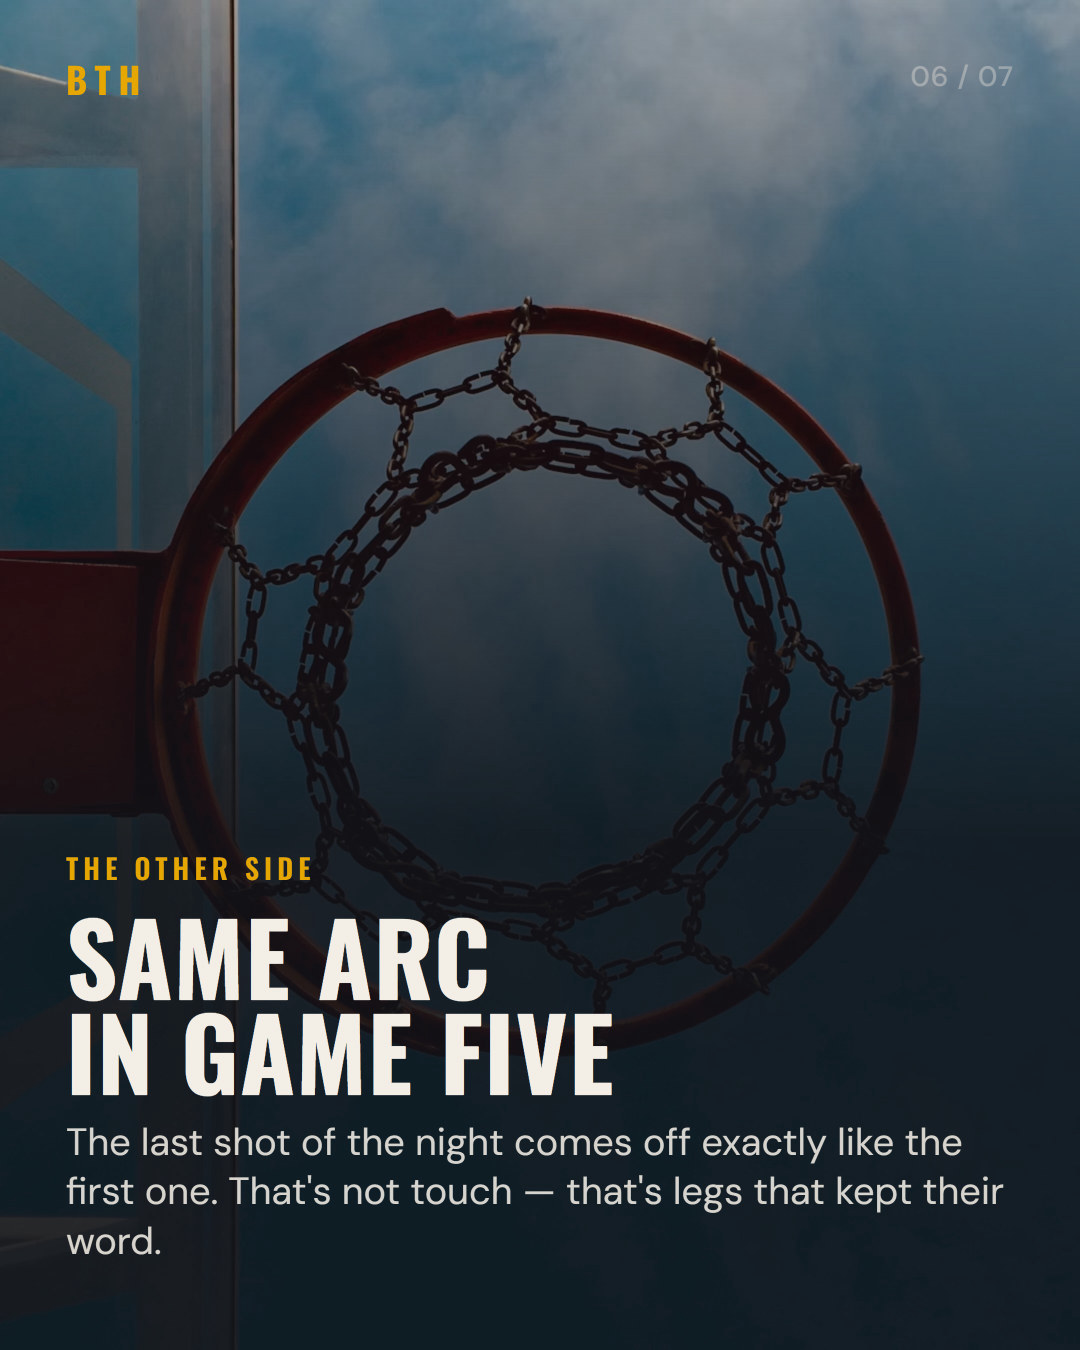 BTH
06 / 07
THE OTHER SIDE
SAME ARC
IN GAME FIVE
The last shot of the night comes off exactly like the
first one. That's not touch — that's legs that kept their
word.